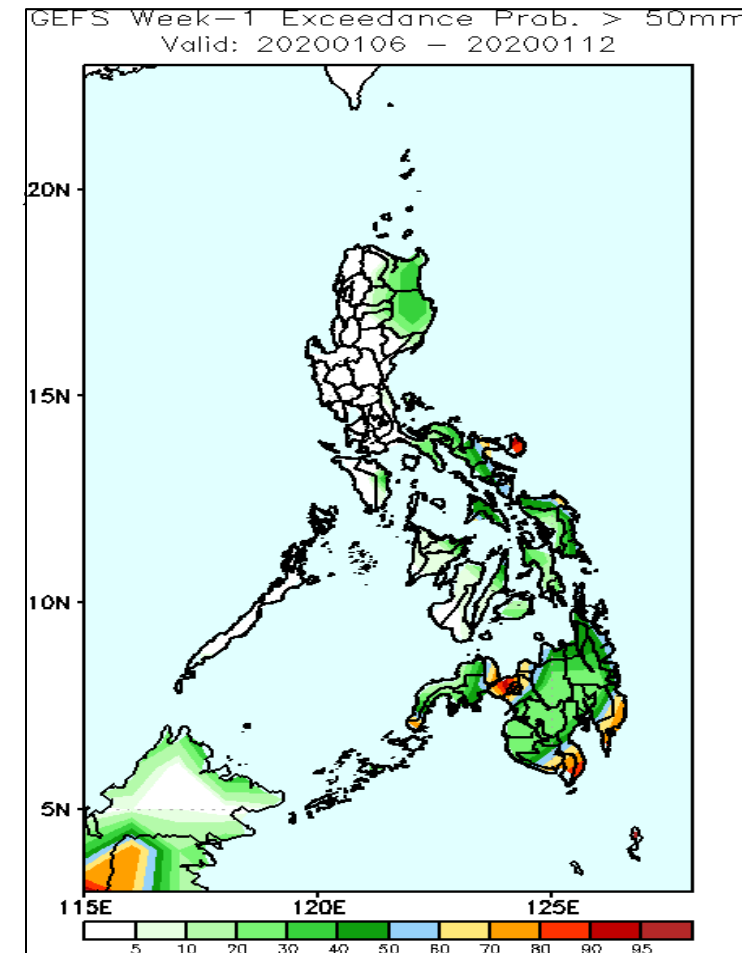 GEFS Week-1 Exceedance Prob. > 50mm
Valid: 20200106 - 20200112
20N
15N
10N
5N
115E 120E 125E
5 10 20 30 40 50 60 70 80 90 95